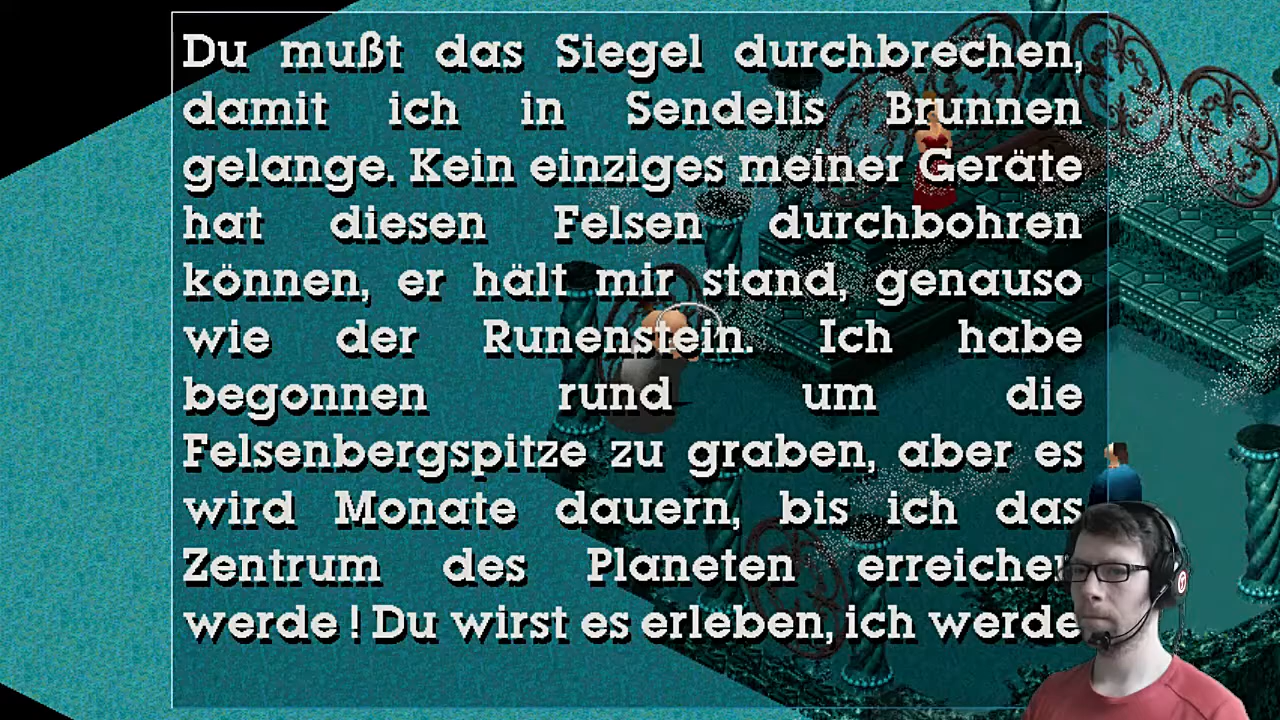 Du mußt das Siegel durchbrechen,
damit ich in Sendells Brunnen
gelange. Kein einziges meiner Geräte
hat diesen Felsen durchbohren
können, er hält mir stand, genauso
wie der Runenstein. Ich habe
begonnen rund um die
Felsenbergspitze zu graben, aber es
wird Monate dauern, bis ich das
Zentrum des Planeten erreichen
werde ! Du wirst es erleben, ich werde